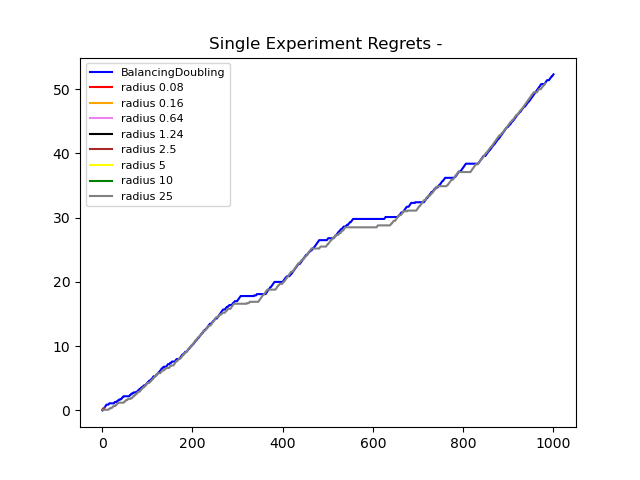 Single Experiment Regrets -
BalancingDoubling
radius 0.08
radius 0.16
radius 0.64
radius 1.24
radius 2.5
radius 5
radius 10
radius 25
50
40
30
20
10
0
0 200 400 600 800 1000